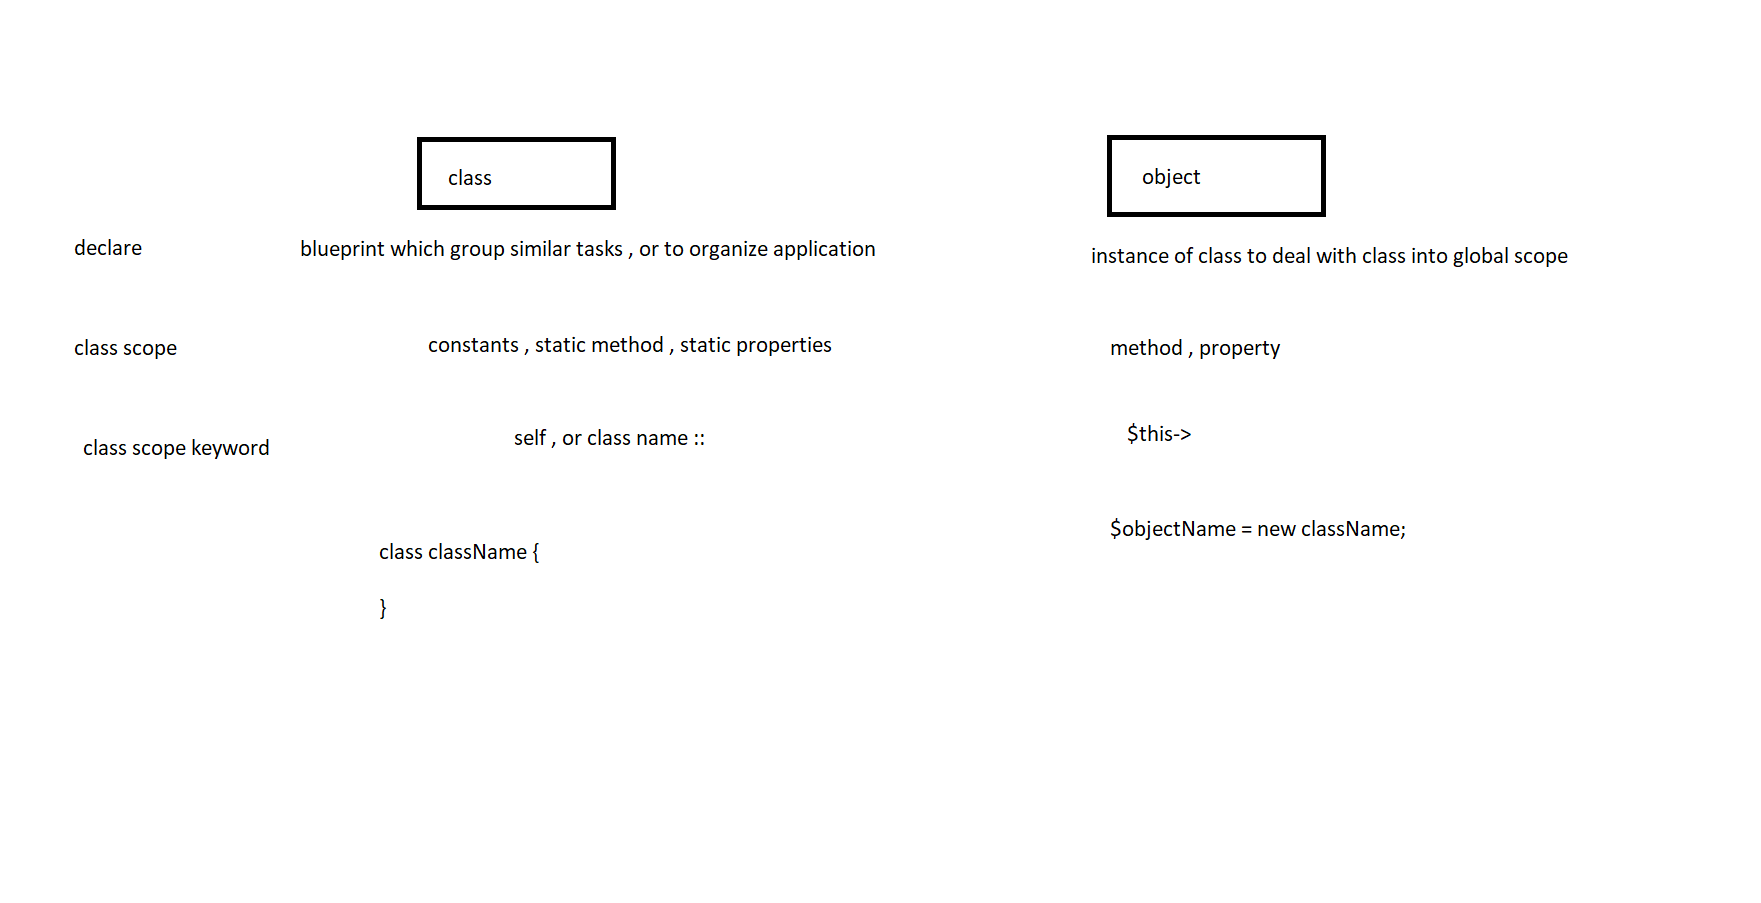 class
object
declare
blueprint which group similar tasks , or to organize application
instance of class to deal with class into global scope
class scope
constants , static method , static properties
method , property
class scope keyword
self , or class name ::
$this->
class className {
}
$objectName = new className;